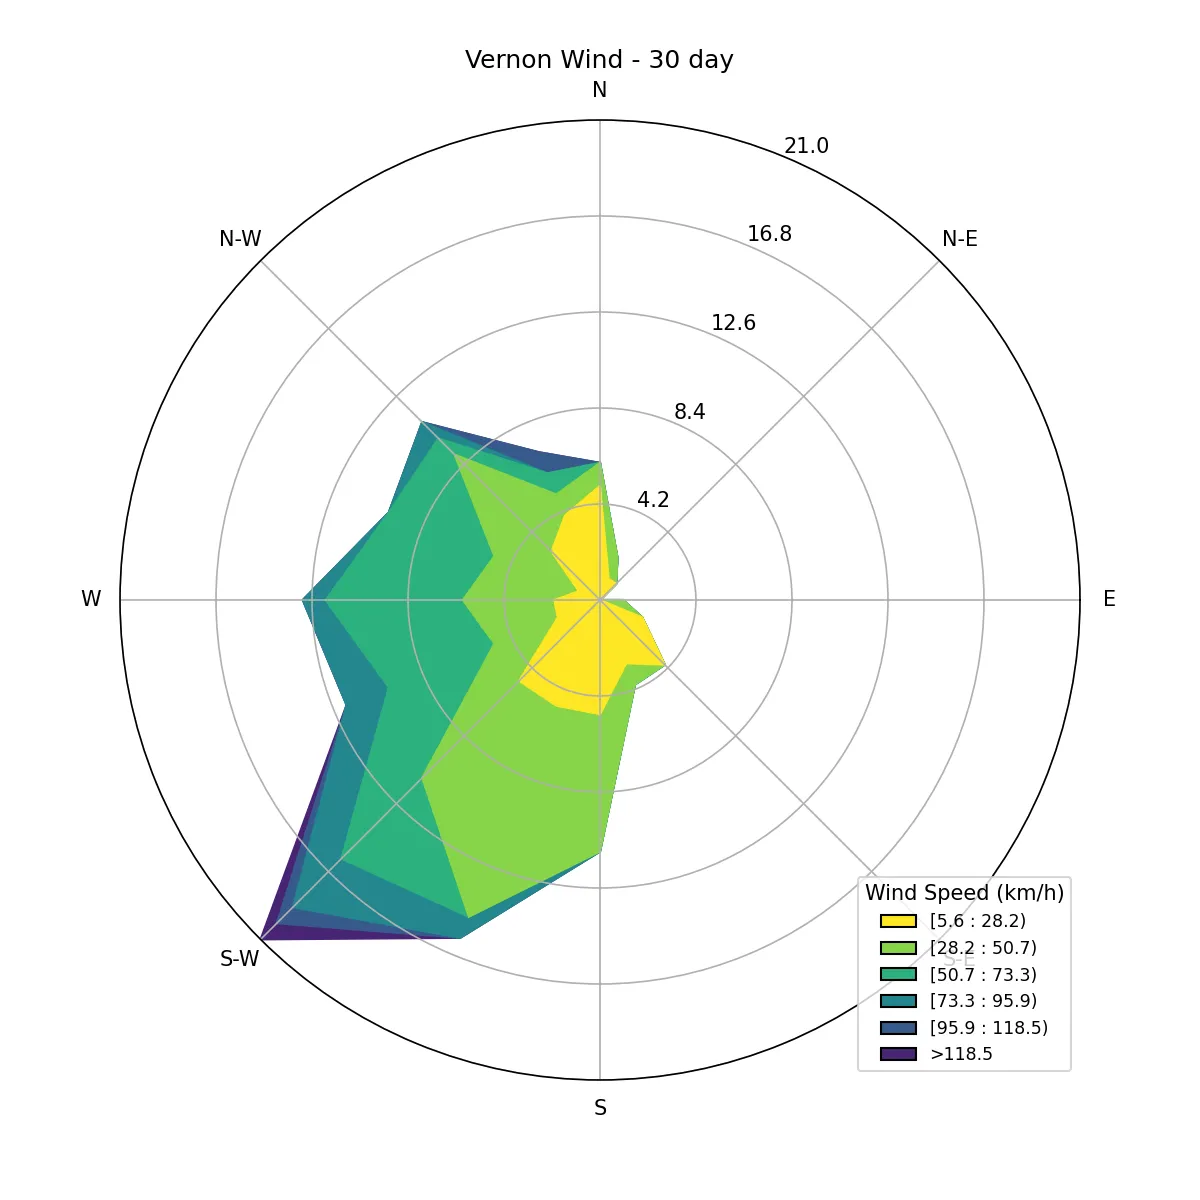 Vernon Wind - 30 day
N
21.0
16.8
N-W
N-E
12.6
8.4
4.2
W
E
Wind Speed (km/h)
[5.6 : 28.2)
[28.2 : 50.7)
S-W
S-E
[50.7 : 73.3)
[73.3 : 95.9)
[95.9 : 118.5)
>118.5
S